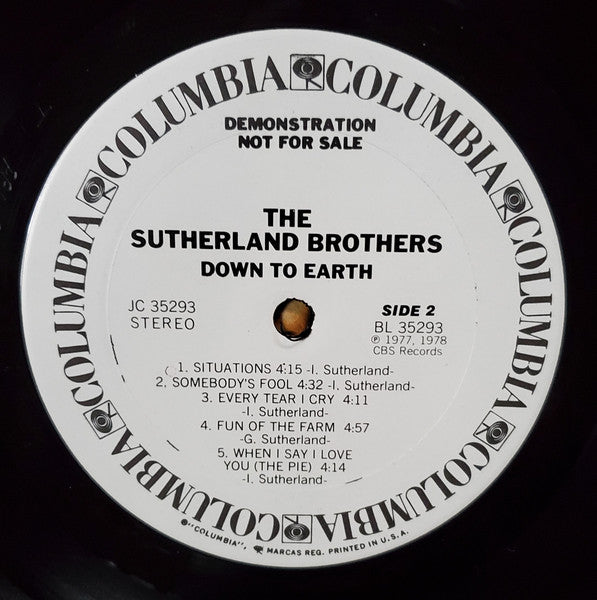 COLUMBIA COLUMBIA COLUMBIA COLUMBIA COLUMBIA COLUMBIA COLUMBIA COLUMBIA
DEMONSTRATION
NOT FOR SALE
THE
SUTHERLAND BROTHERS
DOWN TO EARTH
JC 35293
STEREO
SIDE 2
BL 35293
℗ 1977, 1978
CBS Records
1. SITUATIONS 4:15 -I. Sutherland-
2. SOMEBODY'S FOOL 4:32 -I. Sutherland-
3. EVERY TEAR I CRY 4:11
-I. Sutherland-
4. FUN OF THE FARM 4:57
-G. Sutherland-
5. WHEN I SAY I LOVE
YOU (THE PIE) 4:14
-I. Sutherland-
®"COLUMBIA", MARCAS REG. PRINTED IN U.S.A.